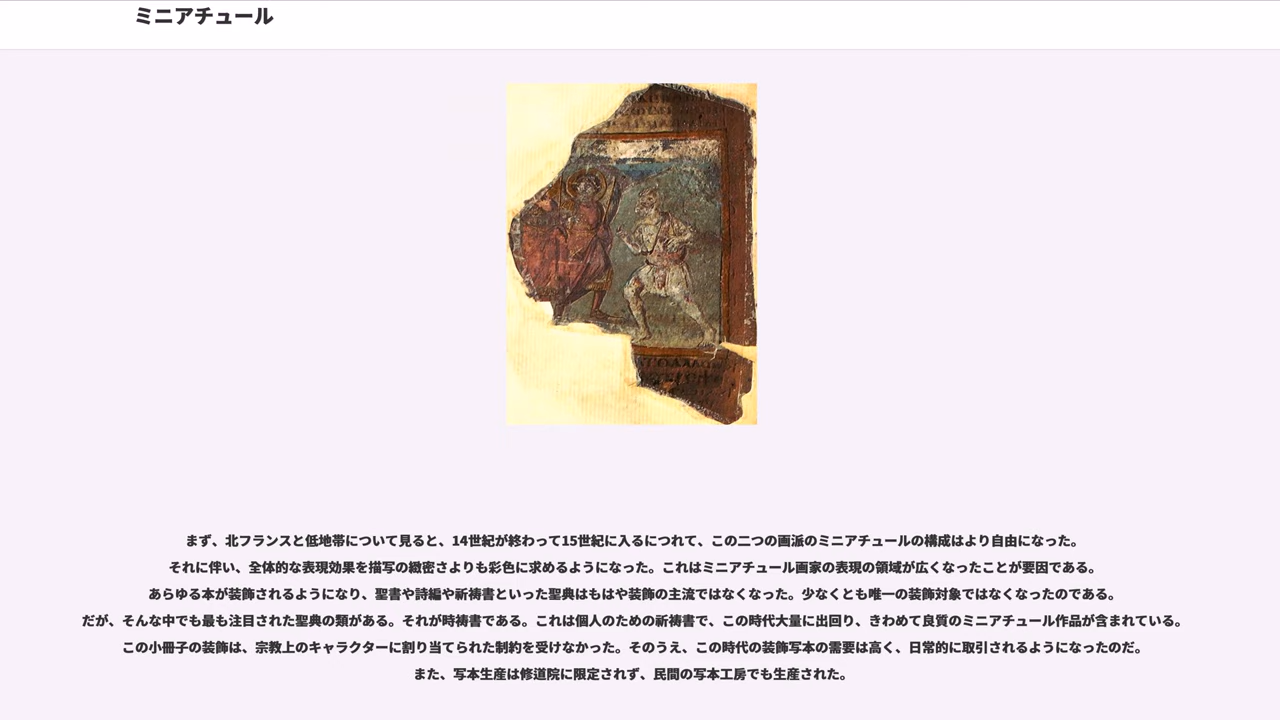 ミニアチュール
まず、北フランスと低地帯について見ると、14世紀が終わって15世紀に入るにつれて、この二つの画派のミニアチュールの構成はより自由になった。
それに伴い、全体的な表現効果を描写の緻密さよりも彩色に求めるようになった。これはミニアチュール画家の表現の領域が広くなったことが要因である。
あらゆる本が装飾されるようになり、聖書や詩編や祈祷書といった聖典はもはや装飾の主流ではなくなった。少なくとも唯一の装飾対象ではなくなったのである。
だが、そんな中でも最も注目された聖典の類がある。それが時祷書である。これは個人のための祈祷書で、この時代大量に出回り、きわめて良質のミニアチュール作品が含まれている。
この小冊子の装飾は、宗教上のキャラクターに割り当てられた制約を受けなかった。そのうえ、この時代の装飾写本の需要は高く、日常的に取引されるようになったのだ。
また、写本生産は修道院に限定されず、民間の写本工房でも生産された。